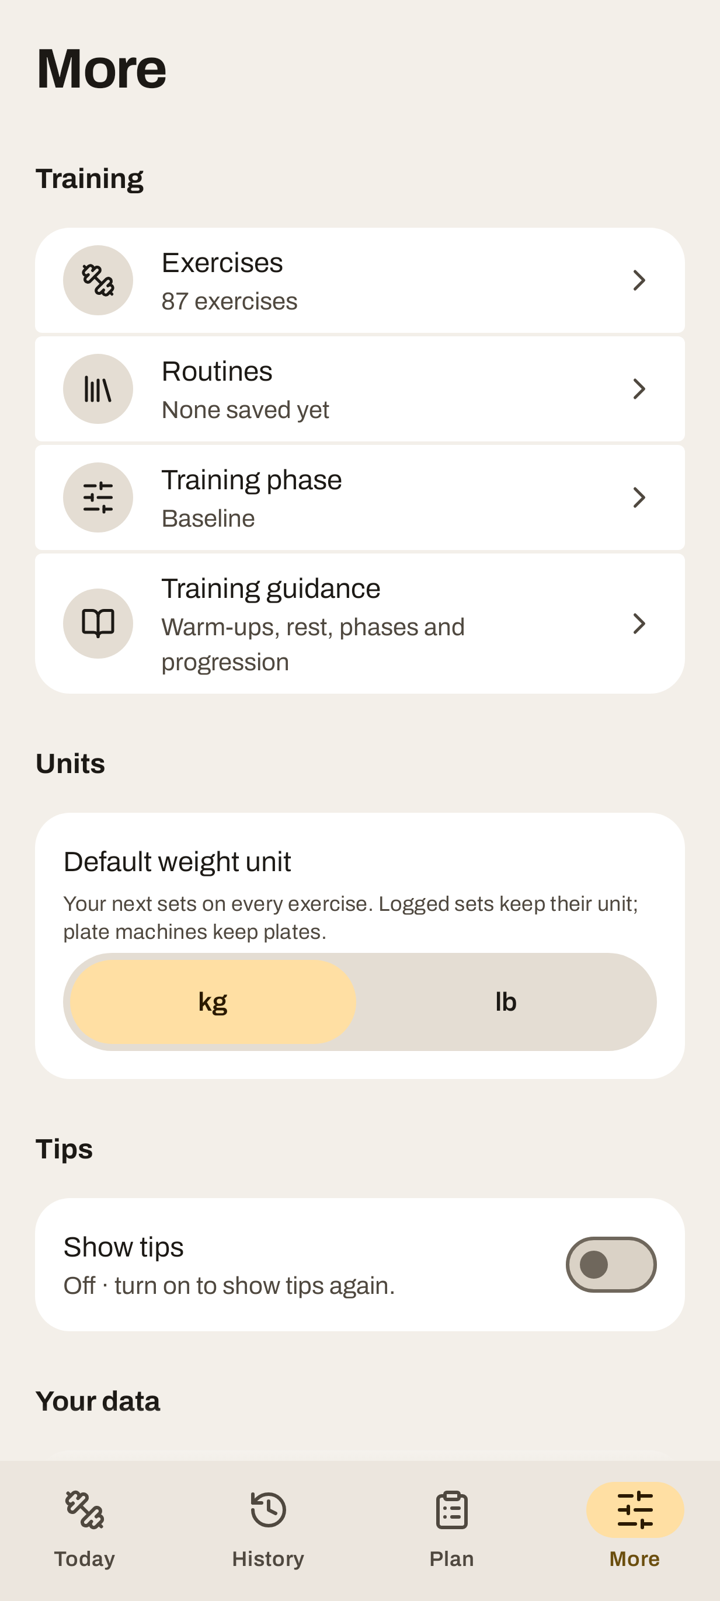 More
Training
Exercises
87 exercises
Routines
None saved yet
Training phase
Baseline
Training guidance
Warm-ups, rest, phases and
progression
Units
Default weight unit
Your next sets on every exercise. Logged sets keep their unit;
plate machines keep plates.
kg
lb
Tips
Show tips
Off · turn on to show tips again.
Your data
Today
History
Plan
More